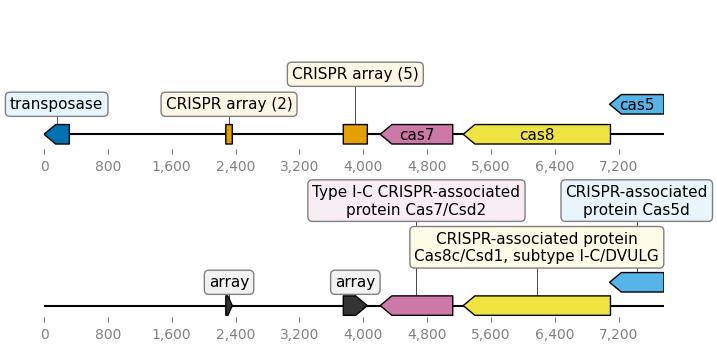 CRISPR array (5)
transposase CRISPR array (2) cas5
cas7 cas8
0 800 1,600 2,400 3,200 4,000 4,800 5,600 6,400 7,200
Type I-C CRISPR-associated
protein Cas7/Csd2
CRISPR-associated
protein Cas5d
CRISPR-associated protein
Cas8c/Csd1, subtype I-C/DVULG
array array
0 800 1,600 2,400 3,200 4,000 4,800 5,600 6,400 7,200